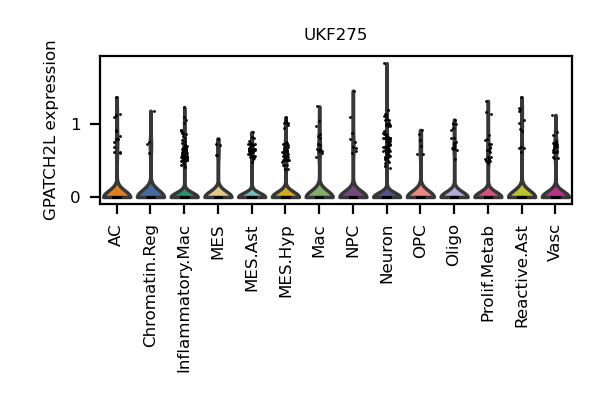 UKF275
GPATCH2L expression
1
0
AC
Chromatin.Reg
Inflammatory.Mac
MES
MES.Ast
MES.Hyp
Mac
NPC
Neuron
OPC
Oligo
Prolif.Metab
Reactive.Ast
Vasc